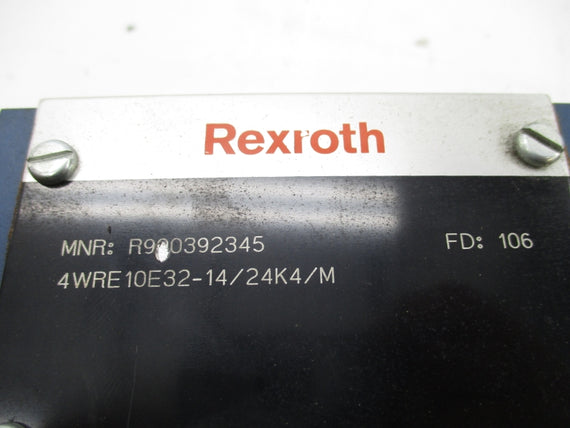 Rexroth
MNR: R900392345 FD: 106
4WRE10E32-14/24K4/M